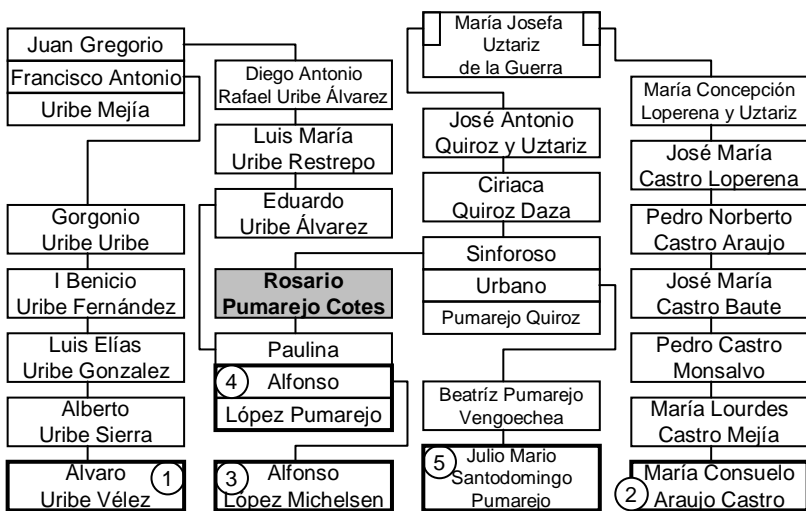 Juan Gregorio
Francisco Antonio
Uribe Mejía
Gorgonio
Uribe Uribe
I Benicio
Uribe Fernández
Luis Elías
Uribe Gonzalez
Alberto
Uribe Sierra
Alvaro
Uribe Vélez
1
Diego Antonio
Rafael Uribe Álvarez
Luis María
Uribe Restrepo
Eduardo
Uribe Álvarez
Rosario
Pumarejo Cotes
Paulina
4
Alfonso
López Pumarejo
3
Alfonso
López Michelsen
María Josefa
Uztariz
de la Guerra
José Antonio
Quiroz y Uztariz
Ciriaca
Quiroz Daza
Sinforoso
Urbano
Pumarejo Quiroz
Beatríz Pumarejo
Vengoechea
5
Julio Mario
Santodomingo
Pumarejo
María Concepción
Loperena y Uztariz
José María
Castro Loperena
Pedro Norberto
Castro Araujo
José María
Castro Baute
Pedro Castro
Monsalvo
María Lourdes
Castro Mejía
María Consuelo
2
Araujo Castro